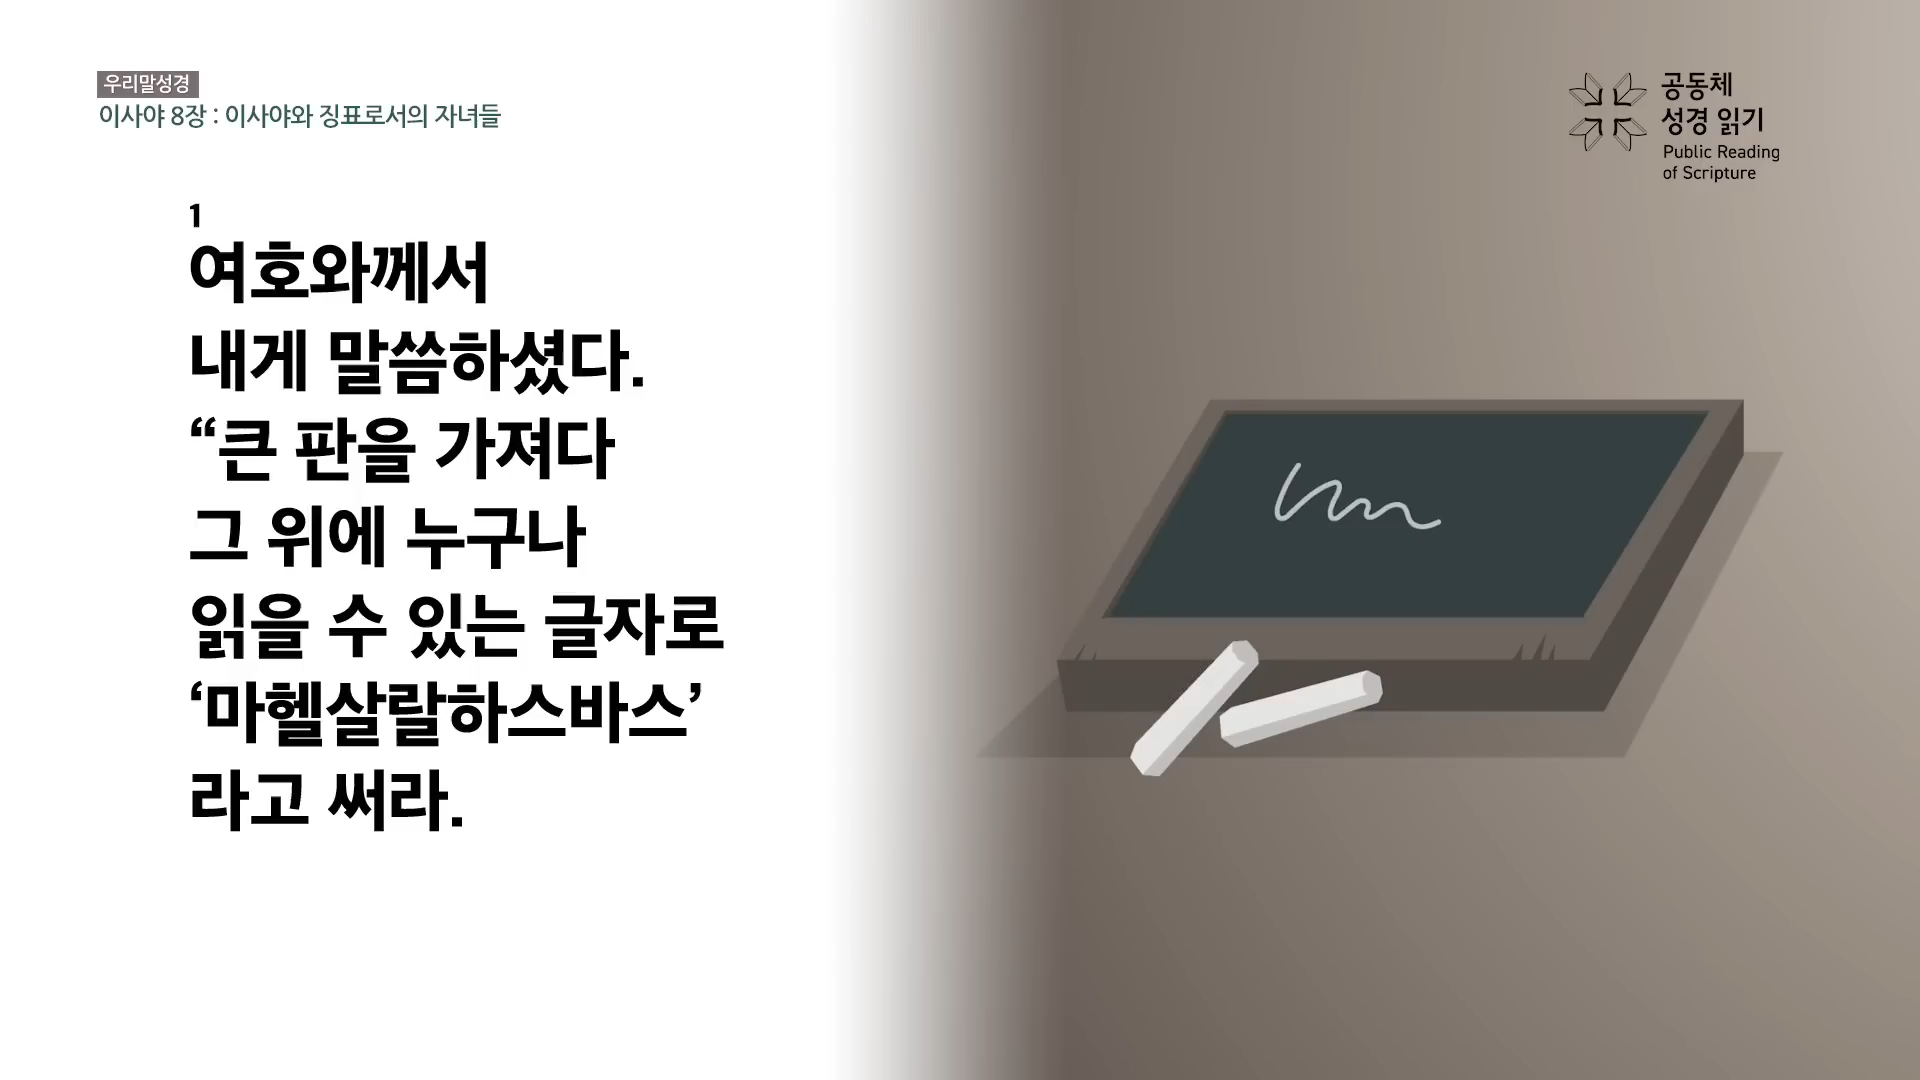 우리말성경
이사야 8장 : 이사야와 징표로서의 자녀들
공동체
성경 읽기
Public Reading
of Scripture
1
여호와께서
내게 말씀하셨다.
“큰 판을 가져다
그 위에 누구나
읽을 수 있는 글자로
‘마헬살랄하스바스’
라고 써라.